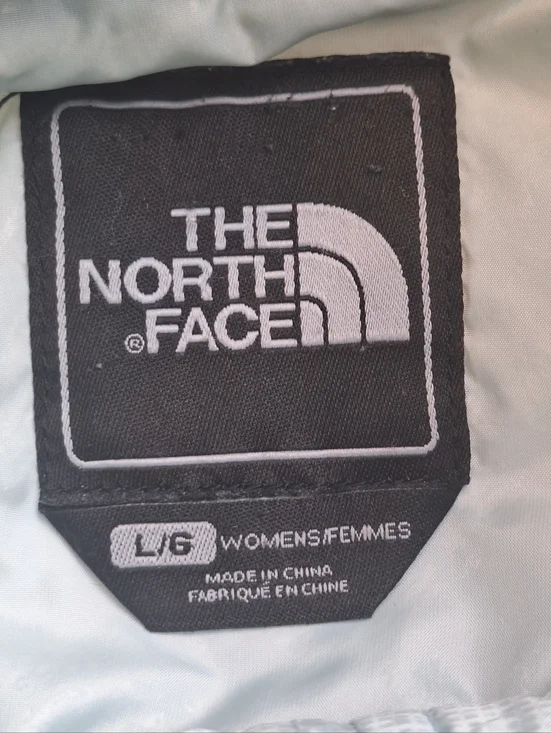 THE
NORTH
®FACE
L/G WOMENS/FEMMES
MADE IN CHINA
FABRIQUÉ EN CHINE